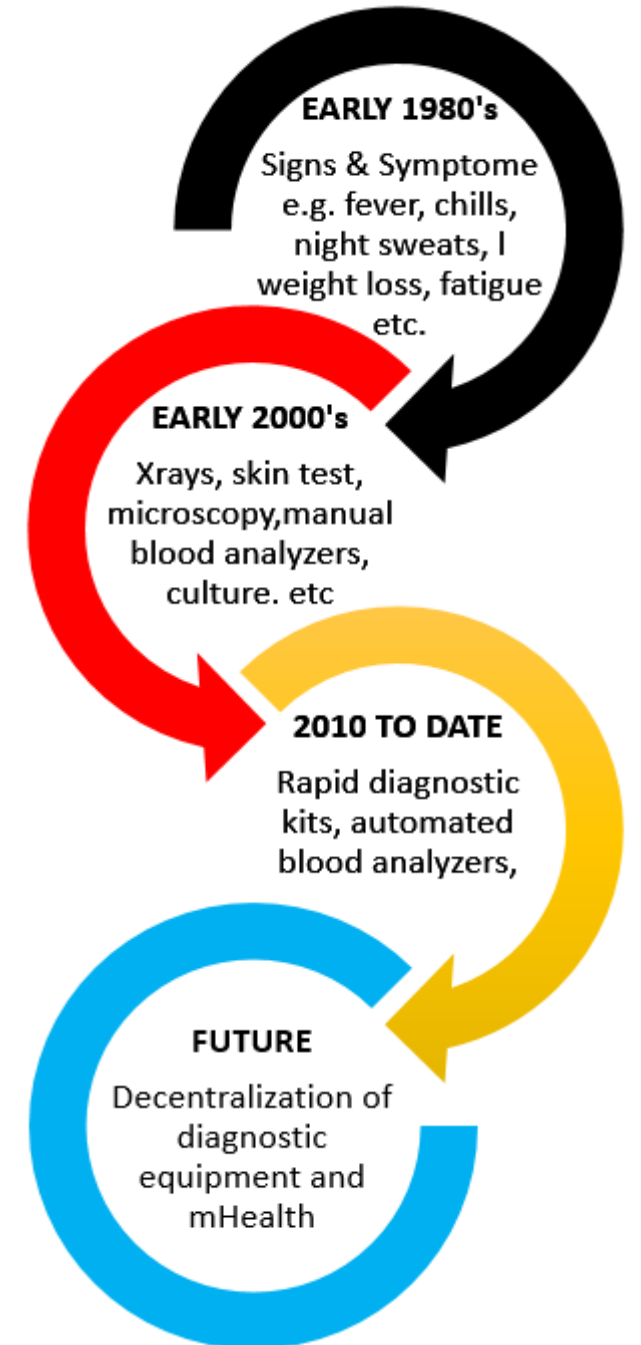 EARLY 1980's
Signs & Symptome
e.g. fever, chills,
night sweats, l
weight loss, fatigue
etc.
EARLY 2000's
Xrays, skin test,
microscopy,manual
blood analyzers,
culture. etc
2010 TO DATE
Rapid diagnostic
kits, automated
blood analyzers,
FUTURE
Decentralization of
diagnostic
equipment and
mHealth